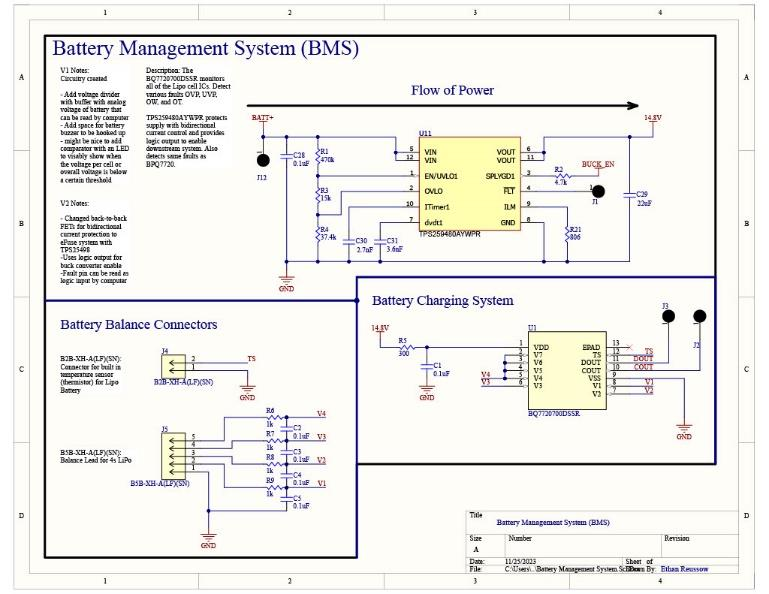 1 2 3 4
A
Battery Management System (BMS)
V1 Notes:
Circuitry created
- Add voltage divider
with buffer with analog
voltage of battery that
can be read by computer
- Add space for battery
buzzer to be hooked up
- might be nice to add
comparator with an LED
to visably show when
the voltage per cell or
overall voltage is below
a certain threshold
V2 Notes:
- Changed back-to-back
FETs for bidirectional
current protection to
eFuse system with
TPS25498
-Uses logic output for
buck converter enable
-Fault pin can be read as
logic input by computer
Description: The
BQ7720700DSSR monitors
all of the Lipo cell ICs. Detect
various faults OVP, UVP,
OW, and OT.
TPS259480AYWPR protects
supply with bidirectional
current control and provides
logic output to enable
downstream system. Also
detects same faults as
BPQ7720.
Flow of Power
BATT+
J12
C28
0.1uF
R1
470k
R3
15k
R4
37.4k
C30
2.7nF
C31
3.6nF
GND
U11
5 VIN VOUT 6
12 VIN VOUT 11
1 EN/UVLO1 SPLYGD1 3
2 OVLO FLT 4
10 ITimer1 ILM 9
7 dvdt1 GND 8
TPS259480AYWPR
R2
4.7k
BUCK_EN
J1
R21
806
14.8V
C29
22uF
B
Battery Balance Connectors
B2B-XH-A(LF)(SN):
Connector for built in
temperature sensor
(thermistor) for Lipo
Battery
J4
2
1
TS
B2B-XH-A(LF)(SN)
GND
B5B-XH-A(LF)(SN):
Balance Lead for 4s LiPo
J5
5
4
3
2
1
B5B-XH-A(LF)(SN)
GND
R6
1k
R7
1k
R8
1k
R9
1k
C2
0.1uF
C3
0.1uF
C4
0.1uF
C5
0.1uF
V4
V3
V2
V1
Battery Charging System
14.8V
R5
300
C1
0.1uF
GND
V4
V3
U1
1 VDD EPAD 13
2 V7 TS 12 TS
3 V6 DOUT 11 DOUT
4 V5 COUT 10 COUT
5 V4 VSS 9
6 V3 V1 8 V1
V2 7 V2
BQ7720700DSSR
J3
J2
GND
C
D
Title
Battery Management System (BMS)
Size Number Revision
A
Date: 11/25/2023 Sheet of
File: C:\Users\..\Battery Management System.Sch By: Ethan Reussow
1 2 3 4